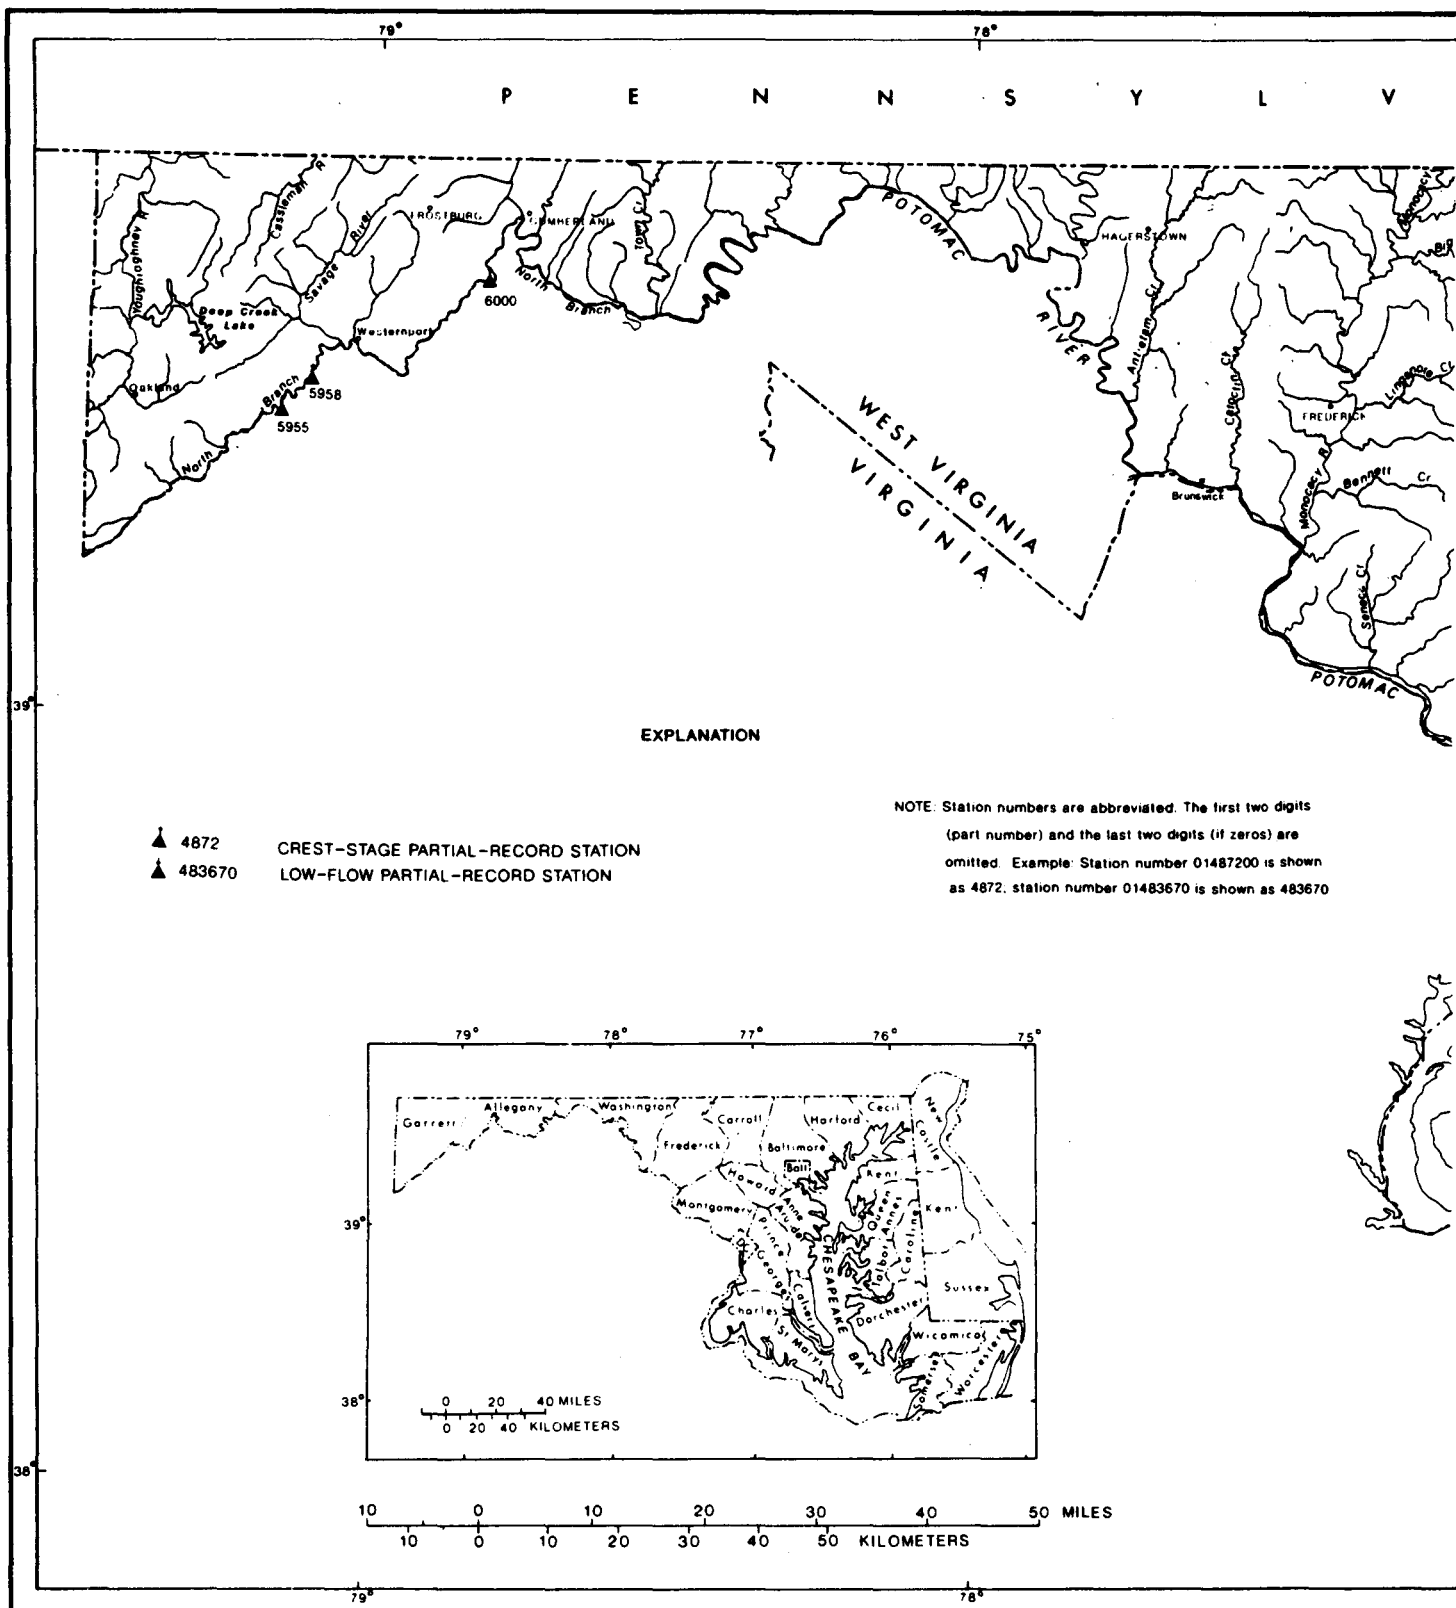 79° 78°
P E N N S Y L V
Youghiogheny R
Casselman R
Savage River
FROSTBURG
CUMBERLAND
Town Cr
POTOMAC
HAGERSTOWN
Monocacy
Deep Creek
Lake
Westernport
6000
North
Branch
RIVER
Antietam Cr
Catoctin Cr
Linganore Cr
FREDERICK
Oakland
Branch
5958
5955
North
WEST VIRGINIA
VIRGINIA
Brunswick
Monocacy R
Bennett Cr
Seneca Cr
POTOMAC
39°
EXPLANATION
4872 CREST-STAGE PARTIAL-RECORD STATION
483670 LOW-FLOW PARTIAL-RECORD STATION
NOTE: Station numbers are abbreviated. The first two digits
(part number) and the last two digits (if zeros) are
omitted. Example: Station number 01487200 is shown
as 4872; station number 01483670 is shown as 483670
79° 78° 77° 76° 75°
Garrett
Allegany
Washington
Frederick
Carroll
Baltimore
Balt
Harford
Cecil
New Castle
Howard
Montgomery
Anne Arundel
Prince Georges
Kent
Queen Annes
Kent
Caroline
Talbot
39°
CHESAPEAKE
BAY
Sussex
Calvert
Charles
St Marys
Dorchester
Wicomico
Somerset
Worcester
38°
0 20 40 MILES
0 20 40 KILOMETERS
38°
10 0 10 20 30 40 50 MILES
10 0 10 20 30 40 50 KILOMETERS
79° 78°